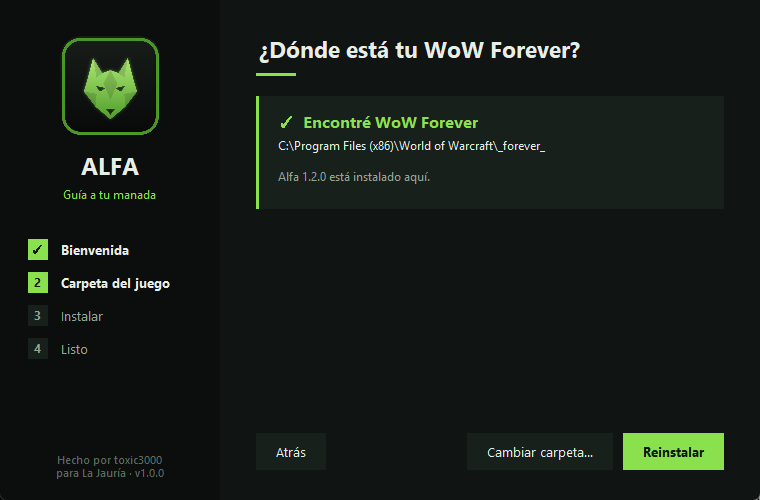 ALFA
Guía a tu manada
✓ Bienvenida
2 Carpeta del juego
3 Instalar
4 Listo
Hecho por toxic3000
para La Jauría · v1.0.0
¿Dónde está tu WoW Forever?
✓ Encontré WoW Forever
C:\Program Files (x86)\World of Warcraft\_forever_
Alfa 1.2.0 está instalado aquí.
Atrás
Cambiar carpeta...
Reinstalar